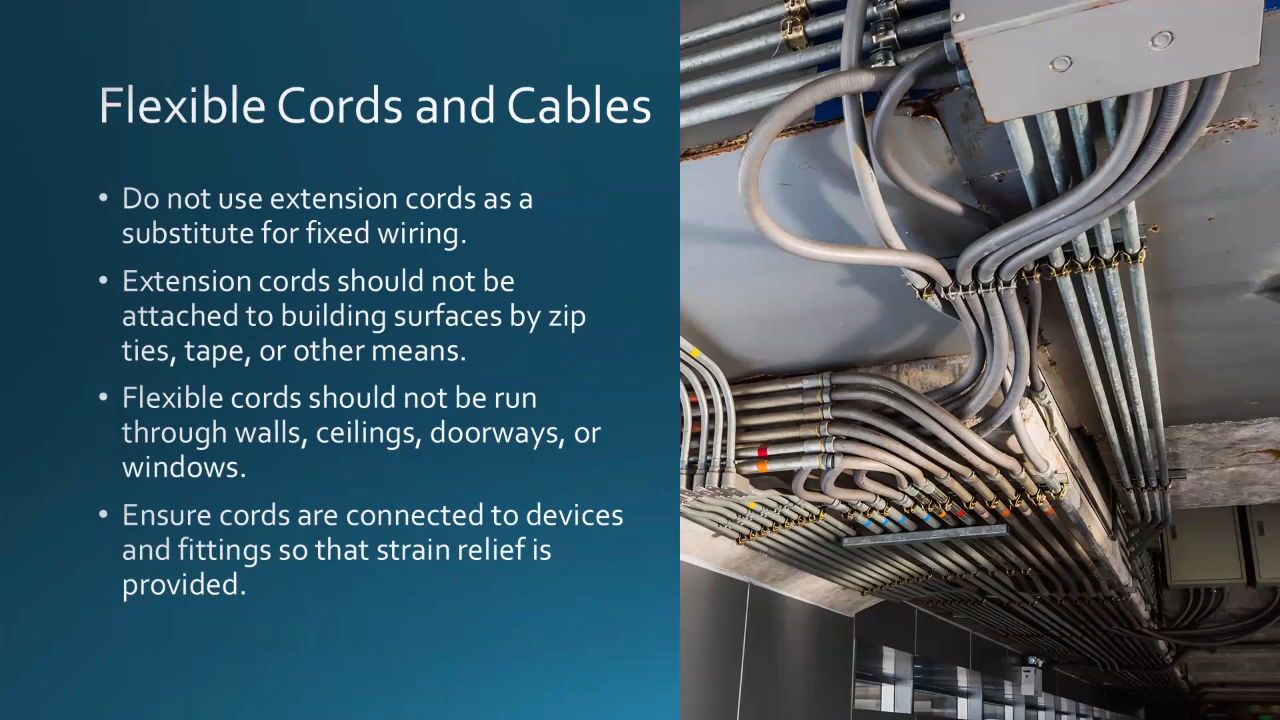 Flexible Cords and Cables
• Do not use extension cords as a
substitute for fixed wiring.
• Extension cords should not be
attached to building surfaces by zip
ties, tape, or other means.
• Flexible cords should not be run
through walls, ceilings, doorways, or
windows.
• Ensure cords are connected to devices
and fittings so that strain relief is
provided.